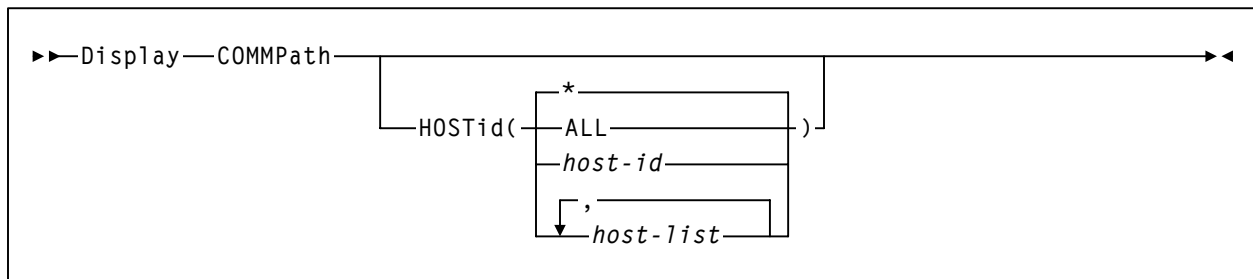 Display COMMPath
*
HOSTid( ALL )
host-id
,
host-list